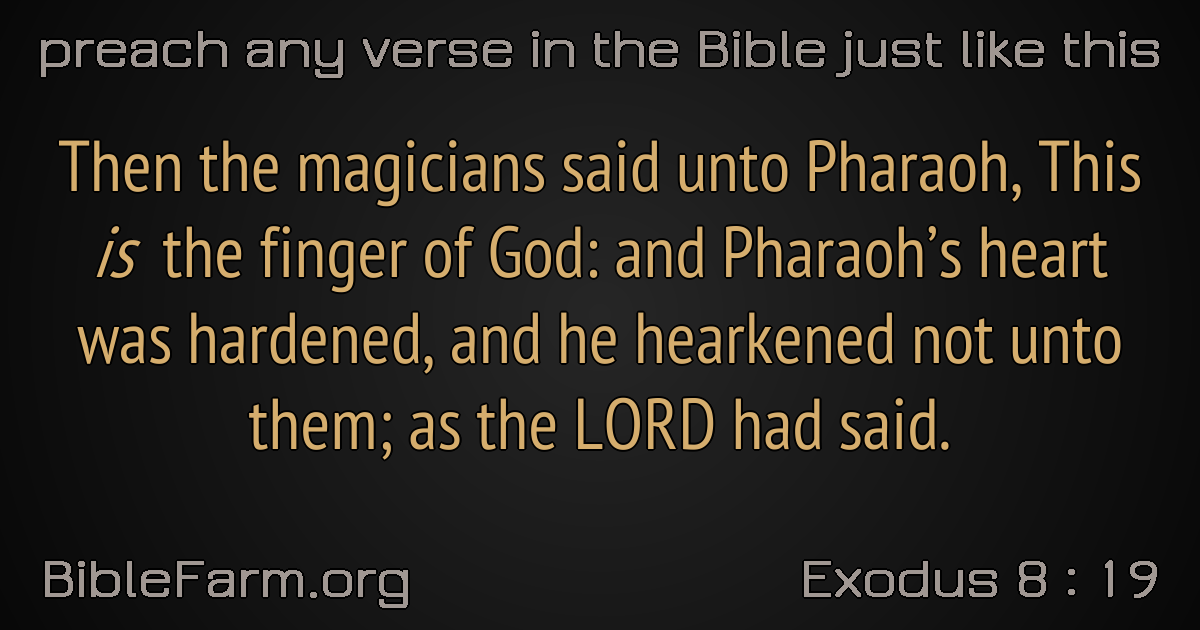 preach any verse in the Bible just like this
Then the magicians said unto Pharaoh, This
is the finger of God: and Pharaoh’s heart
was hardened, and he hearkened not unto
them; as the LORD had said.
BibleFarm.org
Exodus 8 : 19